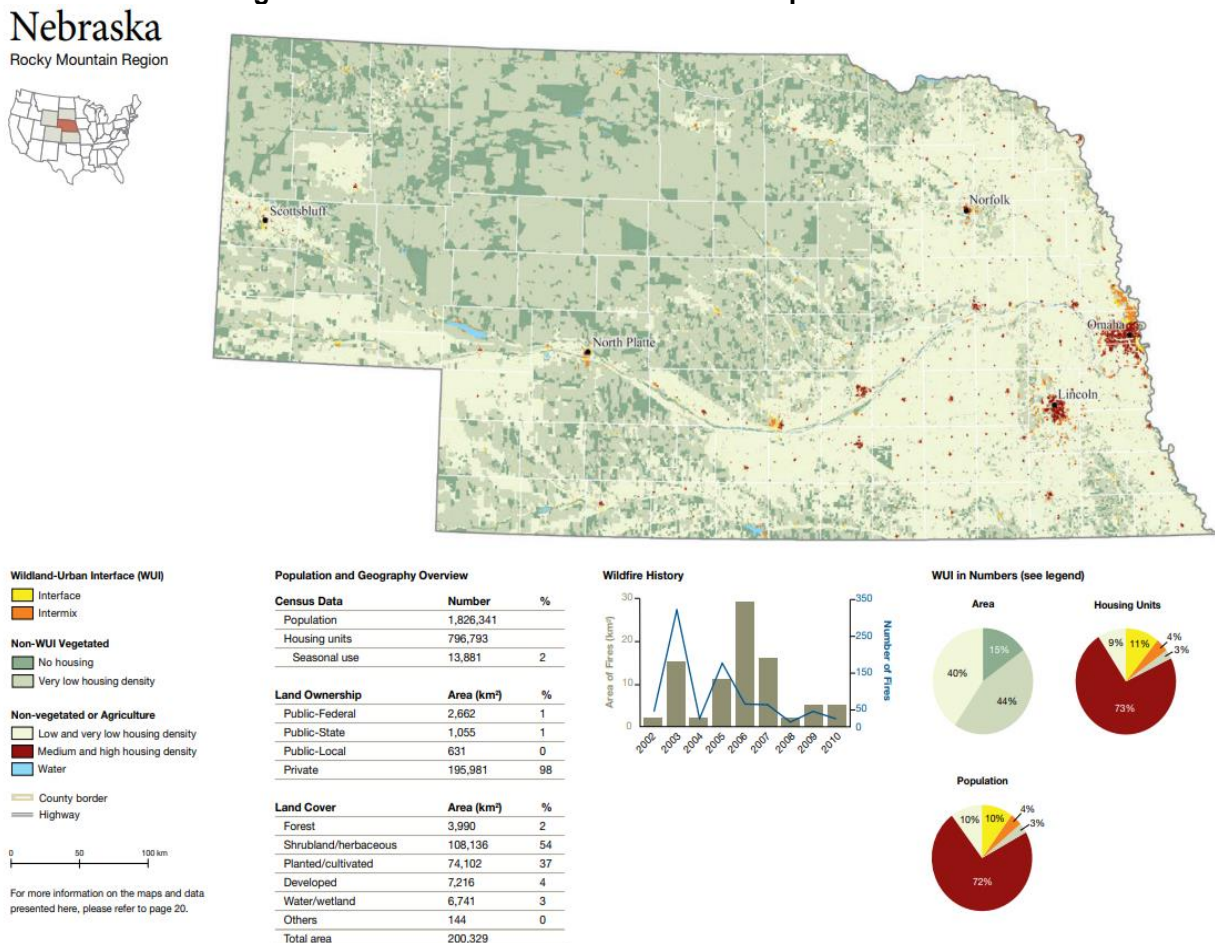 Nebraska
Rocky Mountain Region
Scottsbluff
Norfolk
North Platte
Omaha
Lincoln
Wildland-Urban Interface (WUI)
Interface
Intermix
Non-WUI Vegetated
No housing
Very low housing density
Non-vegetated or Agriculture
Low and very low housing density
Medium and high housing density
Water
County border
Highway
0 50 100 km
For more information on the maps and data
presented here, please refer to page 20.
Population and Geography Overview
Census Data Number %
Population 1,826,341
Housing units 796,793
Seasonal use 13,881 2
Land Ownership Area (km²) %
Public-Federal 2,662 1
Public-State 1,055 1
Public-Local 631 0
Private 195,981 98
Land Cover Area (km²) %
Forest 3,990 2
Shrubland/herbaceous 108,136 54
Planted/cultivated 74,102 37
Developed 7,216 4
Water/wetland 6,741 3
Others 144 0
Total area 200,329
Wildfire History
Area of Fires (km²)
30
20
10
0
Number of Fires
350
250
150
50
0
2002 2003 2004 2005 2006 2007 2008 2009 2010
WUI in Numbers (see legend)
Area
15%
40%
44%
Housing Units
9% 11% 4%
3%
73%
Population
10% 10% 4%
3%
72%